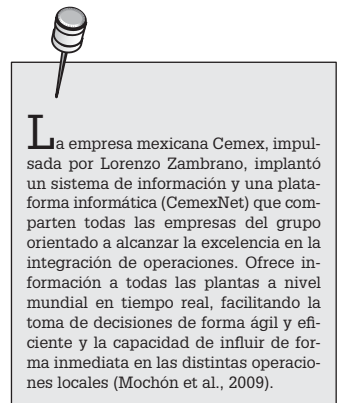 La empresa mexicana Cemex, impul-
sada por Lorenzo Zambrano, implantó
un sistema de información y una plata-
forma informática (CemexNet) que com-
parten todas las empresas del grupo
orientado a alcanzar la excelencia en la
integración de operaciones. Ofrece in-
formación a todas las plantas a nivel
mundial en tiempo real, facilitando la
toma de decisiones de forma ágil y efi-
ciente y la capacidad de influir de for-
ma inmediata en las distintas operacio-
nes locales (Mochón et al., 2009).